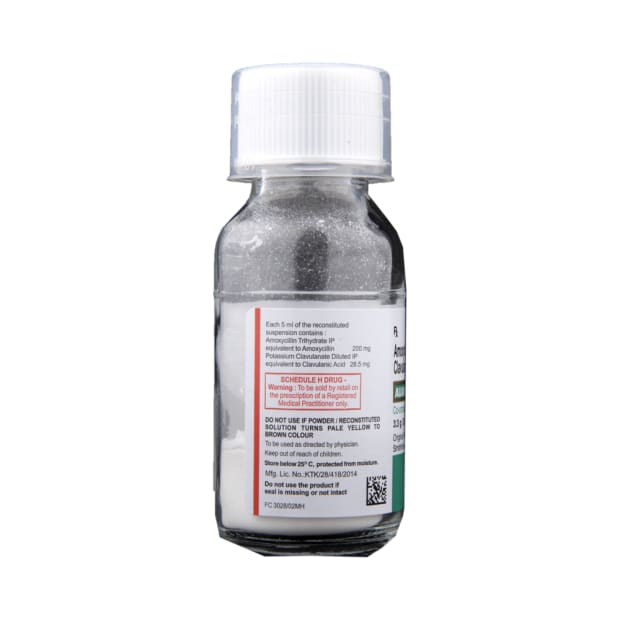 Each 5 ml of the reconstituted
suspension contains :
Amoxycillin Trihydrate IP
equivalent to Amoxycillin 200 mg
Potassium Clavulanate Diluted IP
equivalent to Clavulanic Acid 28.5 mg
SCHEDULE H DRUG -
Warning : To be sold by retail on
the prescription of a Registered
Medical Practitioner only.
DO NOT USE IF POWDER / RECONSTITUTED
SOLUTION TURNS PALE YELLOW TO
BROWN COLOUR
To be used as directed by physician.
Keep out of reach of children.
Store below 25° C, protected from moisture.
Mfg. Lic. No.:KTK/28/418/2014
Do not use the product if
seal is missing or not intact
FC 3028/02MH
Rx
3.3 g